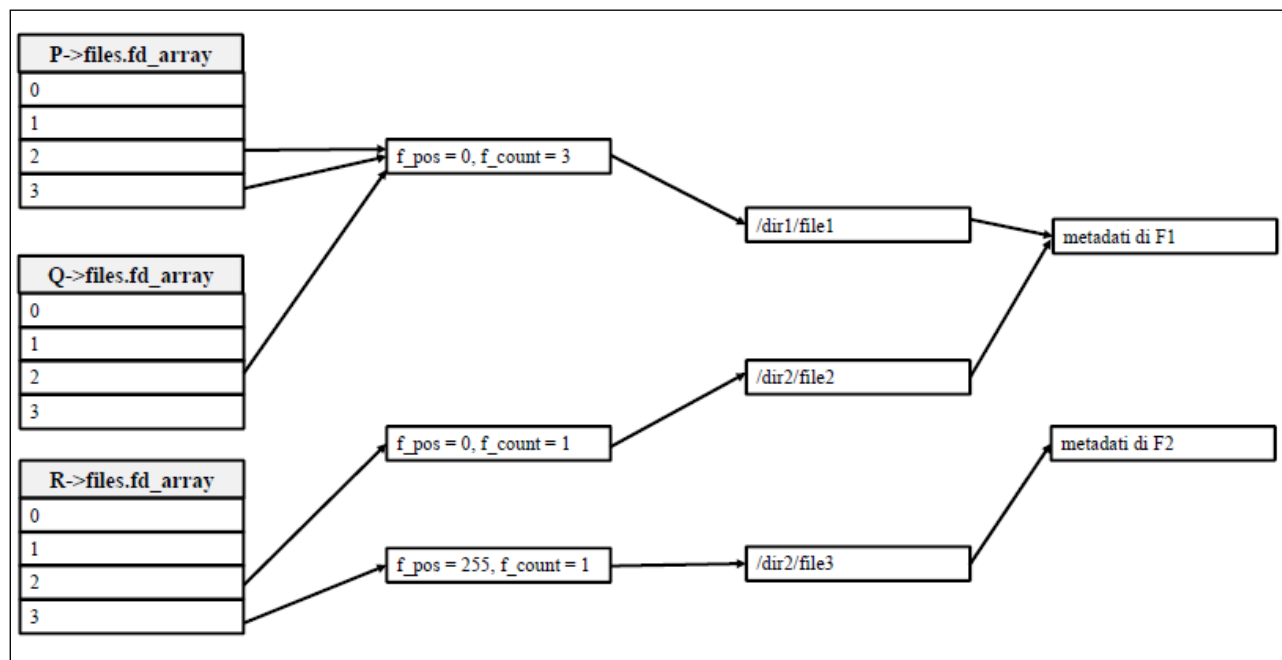 P->files.fd_array
0
1
2
3
f_pos = 0, f_count = 3
/dir1/file1
metadati di F1
Q->files.fd_array
0
1
2
3
/dir2/file2
f_pos = 0, f_count = 1
metadati di F2
R->files.fd_array
0
1
2
3
f_pos = 255, f_count = 1
/dir2/file3